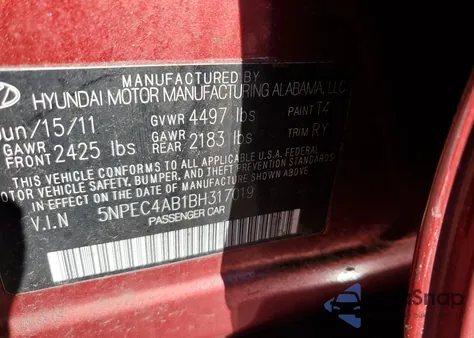 MANUFACTURED BY
HYUNDAI MOTOR MANUFACTURING ALABAMA, LLC
un/15/11 GVWR 4497 lbs PAINT T4
GAWR FRONT 2425 lbs GAWR REAR 2183 lbs TRIM RY
THIS VEHICLE CONFORMS TO ALL APPLICABLE U.S.A. FEDERAL
MOTOR VEHICLE SAFETY, BUMPER, AND THEFT PREVENTION STANDARDS
IN EFFECT ON THE DATE OF MANUFACTURE SHOWN ABOVE.
V.I.N 5NPEC4AB1BH317019
PASSENGER CAR